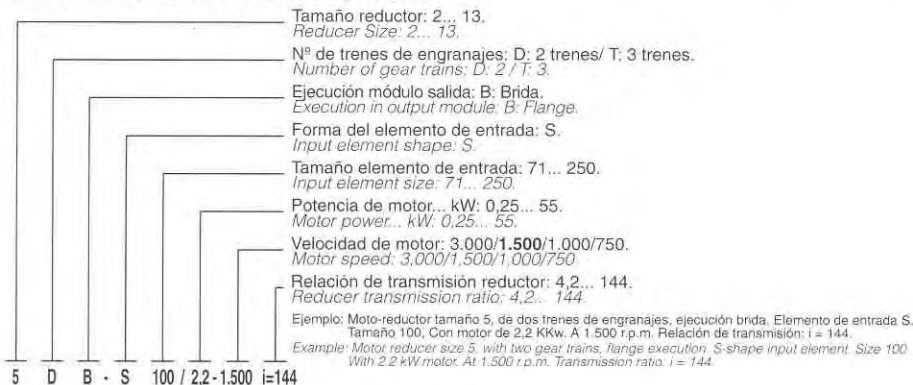 Tamaño reductor: 2... 13.
Reducer Size: 2... 13.
Nº de trenes de engranajes: D: 2 trenes/ T: 3 trenes.
Number of gear trains: D: 2 / T: 3.
Ejecución módulo salida: B: Brida.
Execution in output module: B: Flange.
Forma del elemento de entrada: S.
Input element shape: S.
Tamaño elemento de entrada: 71... 250.
Input element size: 71... 250.
Potencia de motor... kW: 0,25... 55.
Motor power... kW: 0,25... 55.
Velocidad de motor: 3.000/1.500/1.000/750.
Motor speed: 3,000/1,500/1,000/750
Relación de transmisión reductor: 4,2... 144.
Reducer transmission ratio: 4,2... 144.
Ejemplo: Moto-reductor tamaño 5, de dos trenes de engranajes, ejecución brida. Elemento de entrada S.
Tamaño 100, Con motor de 2,2 KKw. A 1.500 r.p.m. Relación de transmisión: i = 144.
Example: Motor reducer size 5, with two gear trains, flange execution. S-shape input element. Size 100
With 2.2 kW motor. At 1.500 r.p.m. Transmission ratio: i = 144
5 D B - S 100 / 2.2 - 1.500 i=144